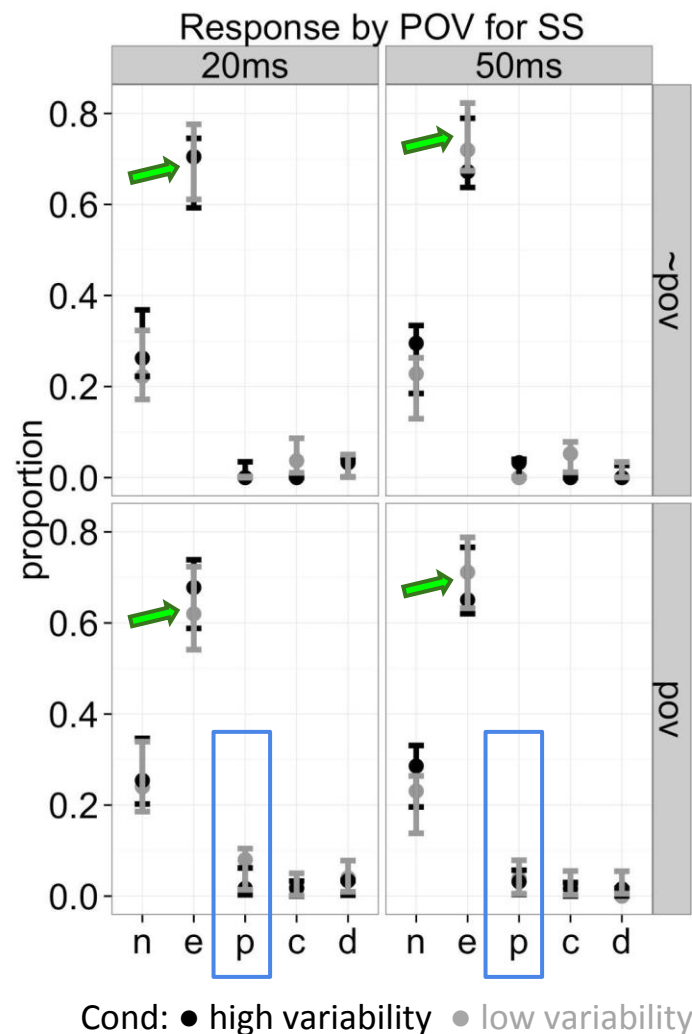 Response by POV for SS
20ms 50ms
proportion
0.8
0.6
0.4
0.2
0.0
~pov
0.8
0.6
0.4
0.2
0.0
pov
n e p c d n e p c d
Cond: ● high variability ● low variability